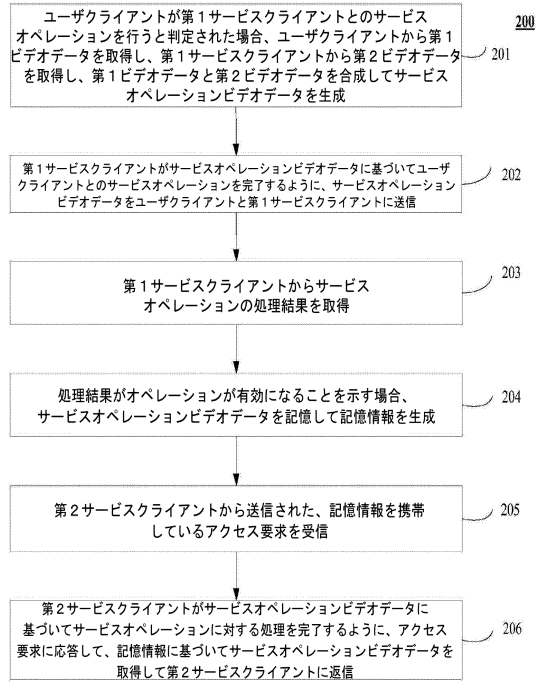 200
ユーザクライアントが第1サービスクライアントとのサービス
オペレーションを行うと判定された場合、ユーザクライアントから第1
ビデオデータを取得し、第1サービスクライアントから第2ビデオデータ
を取得し、第1ビデオデータと第2ビデオデータを合成してサービス
オペレーションビデオデータを生成
201
第1サービスクライアントがサービスオペレーションビデオデータに基づいてユーザ
クライアントとのサービスオペレーションを完了するように、サービスオペレーション
ビデオデータをユーザクライアントと第1サービスクライアントに送信
202
第1サービスクライアントからサービス
オペレーションの処理結果を取得
203
処理結果がオペレーションが有効になることを示す場合、
サービスオペレーションビデオデータを記憶して記憶情報を生成
204
第2サービスクライアントから送信された、記憶情報を携帯
しているアクセス要求を受信
205
第2サービスクライアントがサービスオペレーションビデオデータに
基づいてサービスオペレーションに対する処理を完了するように、アクセス
要求に応答して、記憶情報に基づいてサービスオペレーションビデオデータを
取得して第2サービスクライアントに返信
206